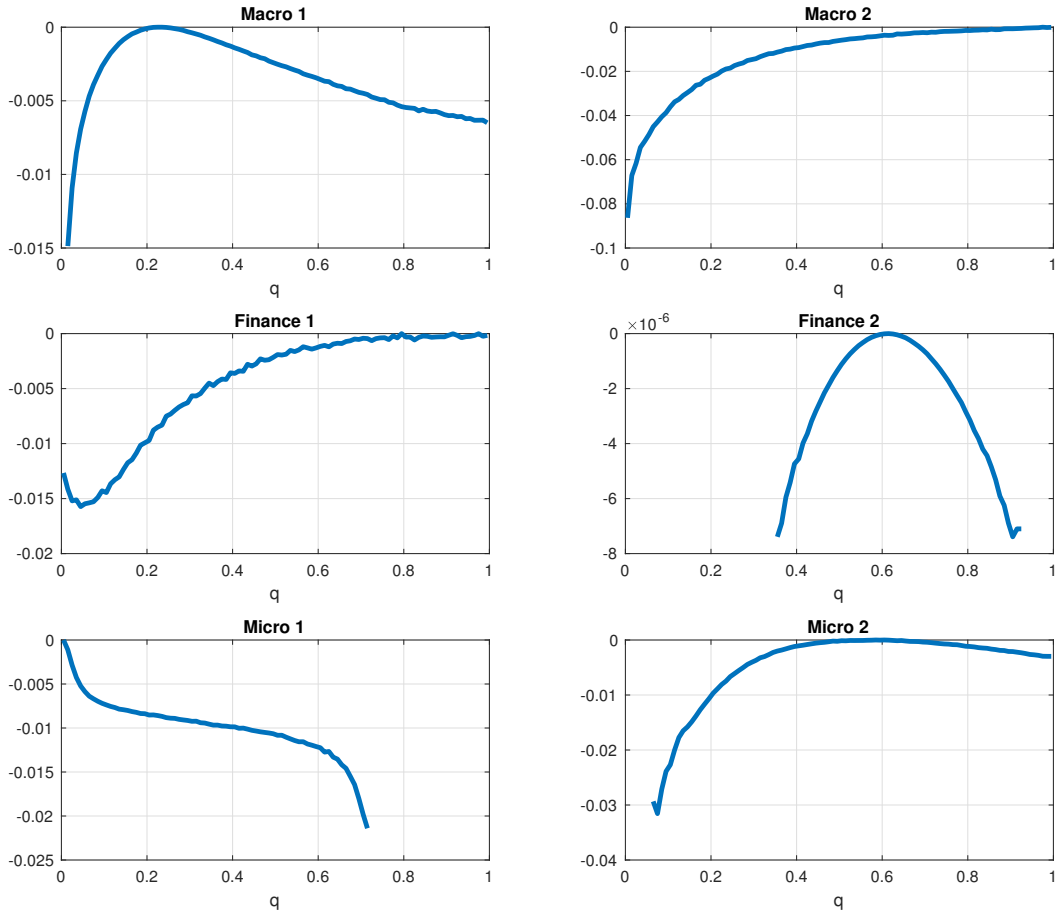 Macro 1
0
-0.005
-0.01
-0.015
0 0.2 0.4 0.6 0.8 1
q
Macro 2
0
-0.02
-0.04
-0.06
-0.08
-0.1
0 0.2 0.4 0.6 0.8 1
q
Finance 1
0
-0.005
-0.01
-0.015
-0.02
0 0.2 0.4 0.6 0.8 1
q
Finance 2
×10⁻⁶
0
-2
-4
-6
-8
0 0.2 0.4 0.6 0.8 1
q
Micro 1
0
-0.005
-0.01
-0.015
-0.02
-0.025
0 0.2 0.4 0.6 0.8 1
q
Micro 2
0
-0.01
-0.02
-0.03
-0.04
0 0.2 0.4 0.6 0.8 1
q